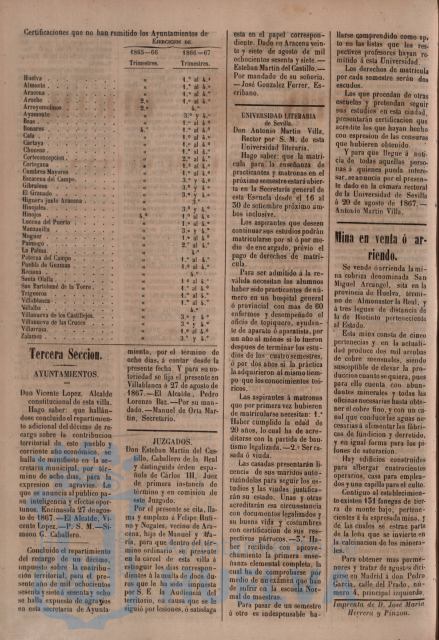 Certificaciones que no han remitido los Ayuntamientos de
EJERCICIOS DE
1865—66 1866—67
Trimestres. Trimestres.
Huelva
Almonte
Aracena
Aroche
Arroyomolinos
Ayamonte
Beas
Bonares
Cala
Cartaya
Chucena
Corteconcepcion
Cortegana
Cumbres Mayores
Encarena del Campo
Gibraleon
El Granado
Higuera junto Aracena
Hinojales
Hinojos
Lucena del Puerto
Manzanilla
Moguer
Paimogo
La Palma
Paterna del Campo
Puebla de Guzman
Rociana
Santa Olalla
San Bartolomé de la Torre
Trigueros
Villablanca
Villalba
Villanueva de los Castillejos
Villanueva de las Cruces
Villarrasa
Zalamea
Tercera Seccion.
AYUNTAMIENTOS.
Don Vicente Lopez, Alcalde
constitucional de esta villa.
Hago saber: que hallán-
dose concluido el repartimien-
to adicional del décimo de re-
cargo sobre la contribucion
territorial de este pueblo y
corriente año económico, se
halla de manifiesto en la se-
cretaría municipal, por tér-
mino de ocho dias, para la
expresion en agravios. Lo
que se anuncia al público pa-
ra inteligencia y efectos opor-
tunos. Encinasola 27 de agosto
de 1867.—El Alcalde, Vi-
cente Lopez.—P. S. M.—Si-
meon G. Caballero.
Concluido el repartimiento
del recargo de un décimo,
impuesto sobre la contribu-
cion territorial, para el pre-
sente año de mil ochocientos
sesenta y siete á sesenta y ocho
se halla expuesto de agravios
en esta secretaría de Ayunta-
miento, por el término de
ocho dias, á contar desde la
presente fecha. Y para su no-
toriedad se fija el presente en
Villablanca á 27 de agosto de
1867.—El Alcalde, Pedro
Lorenzo Paz.—Por su man-
dado.—Manuel de Orta Mar-
tin, Secretario.
JUZGADOS.
Don Esteban Martin del Cas-
tillo, Caballero de la Real
y distinguida órden espa-
ñola de Cárlos III, Juez
de primera instancia de
término y en comision de
este Juzgado.
Por el presente se cita, lla-
ma y emplaza á Felipe Ruti-
no y Nogales, vecino de Ara-
cena, hijo de Manuel y Ma-
ría, para que dentro del tér-
mino ordinario se presente
en la carcel de esta villa á
estinguir los dias correspon-
dientes á la multa de doce du-
ros que le ha sido impuesta
por S. E. la Audiencia del
territorio, en causa que se le
siguió por lesiones, ó satisfaga
esta en el papel correspon-
diente. Dado en Aracena vein-
te y siete de agosto de mil
ochocientos sesenta y siete.—
Esteban Martin del Castillo.—
Por mandado de su señoria.
—José Gonzalez Forrer, Es-
cribano.
UNIVERSIDAD LITERARIA
de Sevilla.
Don Antonio Martin Villa,
Rector por S. M. de esta
Universidad literaria.
Hago saber: que la matrí-
cula para la enseñanza de
practicantes y matronas en el
próximo semestre estará abier-
ta en la Secretaría general de
esta Escuela desde el 16 al
30 de setiembre próximo am-
bos inclusive.
Los aspirantes que deseen
continuar sus estudios podrán
matricularse por sí ó por me-
dio de encargado, prévio el
pago de derechos de matrí-
cula.
Para ser admitido á la re-
válida necesitan los alumnos
haber sido practicantes de nú-
mero en un hospital general
ó provincial con mas de 60
enfermos y desempeñado el
oficio de topiquero, ayudan-
te de aparato ó aparatista, por
un año al ménos si lo fueron
despues de terminar los estu-
dios de los cuatro semestres,
ó por dos años si la práctica
la adquirieron al mismo tiem-
po que los conocimientos teó-
ricos.
Las aspirantes á matronas
que por primera vez hubieren
de matricularse necesitan: 1.ª
Haber cumplido la edad de
20 años, lo cual ha de acre-
ditarse con la partida de bau-
tismo legalizada.—2.ª Ser ca-
sada ó viuda.
Las casadas presentarán li-
cencia de sus maridos auto-
rizándolas para seguir los es-
tudios y las viudas justifica-
rán su estado. Unas y otras
acreditarán esa circunstancia
con documentos legalizados y
su buena vida y costumbres
con certificacion de sus res-
pectivos párrocos.—3.ª Ha-
ber recibido con aprove-
chamiento la primera ense-
ñanza elemental completa, la
cual ha de comprobarse por
medio de un exámen que han
de sufrir en la escuela Nor-
mal de maestras.
Para pasar de un semestre
á otro es indispensable ha-
llarse comprendido como ap-
to en las listas que los res-
pectivos profesores hayan re-
mitido á esta Universidad.
Los derechos de matrícula
por cada semestre serán dos
escudos.
Los que procedan de otras
escuelas y pretendan seguir
sus estudios en esta ciudad,
presentarán certificacion que
acredite los que hayan hecho
con expresion de las censuras
que hubieren obtenido.
Y para que llegue á noti-
cia de todas aquellas perso-
nas á quienes pueda intere-
sar, se anuncia por el presen-
te dado en la cámara rectoral
de la Universidad de Sevilla
á 20 de agosto de 1867.—
Antonio Martin Villa.
Mina en venta ó ar-
riendo.
Se vende ó arrienda la mi-
na cobriza denominada San
Miguel Arcangel, sita en la
provincia de Huelva, térmi-
no de Almonaster la Real, y
á tres leguas de distancia de
la de Riotinto perteneciente
al Estado.
Esta mina consta de cinco
pertenencias y en la actuali-
dad produce dos mil arrobas
de cobre mensuales, siendo
susceptible de elevar la pro-
duccion cuanto se quiera, pues
para ello cuenta con abun-
dantes minerales y todas las
oficinas necesarias hasta obte-
ner el cobre fino, y con un ca-
nal que conduce las aguas ne-
cesarias á alimentar las fábri-
cas de fundicion y derretido,
y en igual forma para las pi-
lones de saturacion.
Hay edificios construidos
para albergar cuatrocientos
operarios, casa para emplea-
dos y una capilla para el culto.
Contiguo al establecimien-
to existen 151 fanegas de tier-
ra de monte bajo, pertene-
cientes á la expresada mina, y
de las cuales se extrae parte
de la leña que se invierte en
la calcinacion de los minera-
les.
Para obtener mas porme-
nores y tratar de ajustes diri-
girse en Madrid á don Pedro
García, calle del Prado, nú-
mero 4, principal izquierda.
Imprenta de D. José Maria
Herrera y Pinzon.